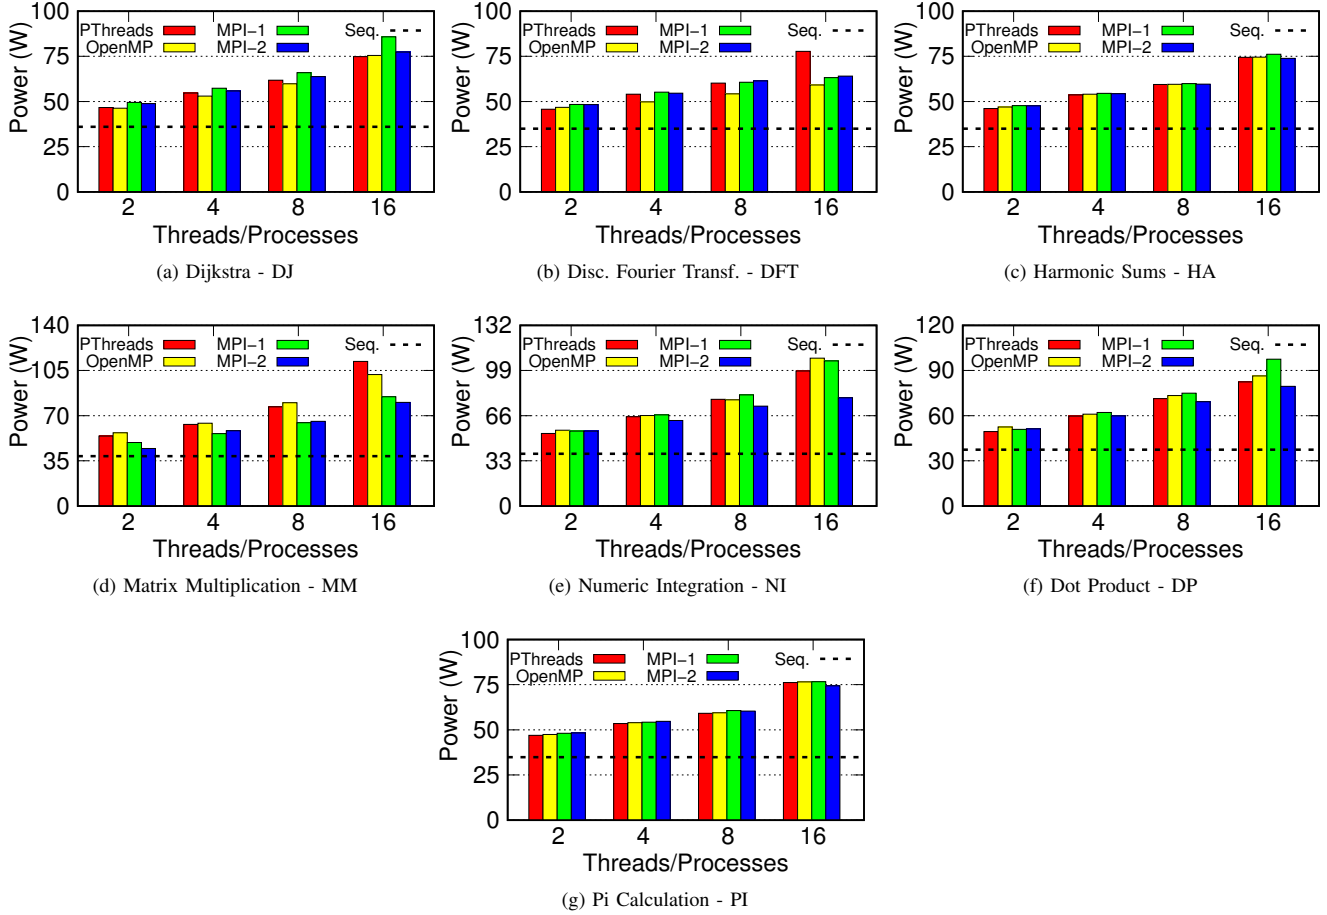 100
75
50
25
0
Power (W)
PThreads
OpenMP
MPI-1
MPI-2
Seq.
2 4 8 16
Threads/Processes
(a) Dijkstra - DJ
100
75
50
25
0
Power (W)
PThreads
OpenMP
MPI-1
MPI-2
Seq.
2 4 8 16
Threads/Processes
(b) Disc. Fourier Transf. - DFT
100
75
50
25
0
Power (W)
PThreads
OpenMP
MPI-1
MPI-2
Seq.
2 4 8 16
Threads/Processes
(c) Harmonic Sums - HA
140
105
70
35
0
Power (W)
PThreads
OpenMP
MPI-1
MPI-2
Seq.
2 4 8 16
Threads/Processes
(d) Matrix Multiplication - MM
132
99
66
33
0
Power (W)
PThreads
OpenMP
MPI-1
MPI-2
Seq.
2 4 8 16
Threads/Processes
(e) Numeric Integration - NI
120
90
60
30
0
Power (W)
PThreads
OpenMP
MPI-1
MPI-2
Seq.
2 4 8 16
Threads/Processes
(f) Dot Product - DP
100
75
50
25
0
Power (W)
PThreads
OpenMP
MPI-1
MPI-2
Seq.
2 4 8 16
Threads/Processes
(g) Pi Calculation - PI